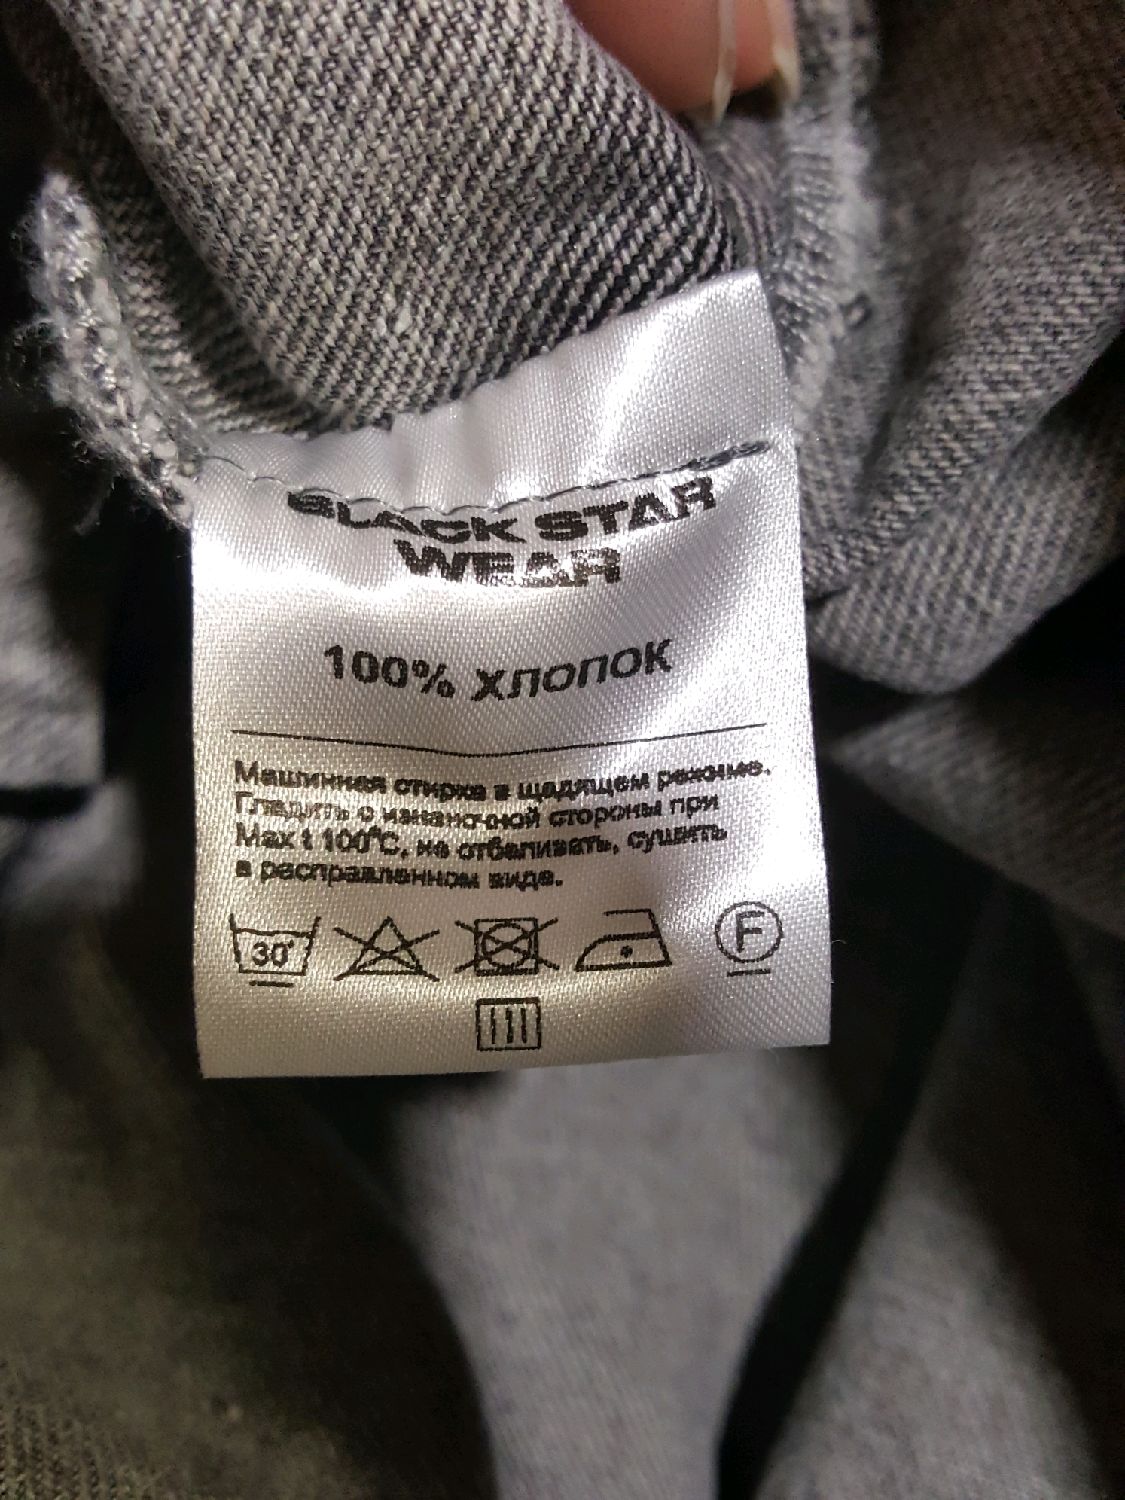 BLACK STAR
WEAR
100% ХЛОПОК
Машинная стирка в щадящем режиме.
Гладить с изнаночной стороны при
Max t 100°C, не отбеливать, сушить
в расправленном виде.
30°
F